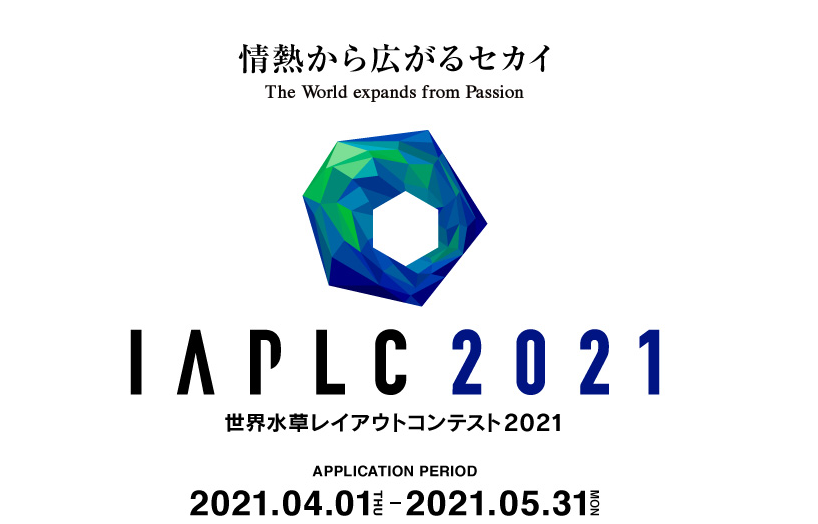 情熱から広がるセカイ
The World expands from Passion
IAPLC 2021
世界水草レイアウトコンテスト2021
APPLICATION PERIOD
2021.04.01THU–2021.05.31MON